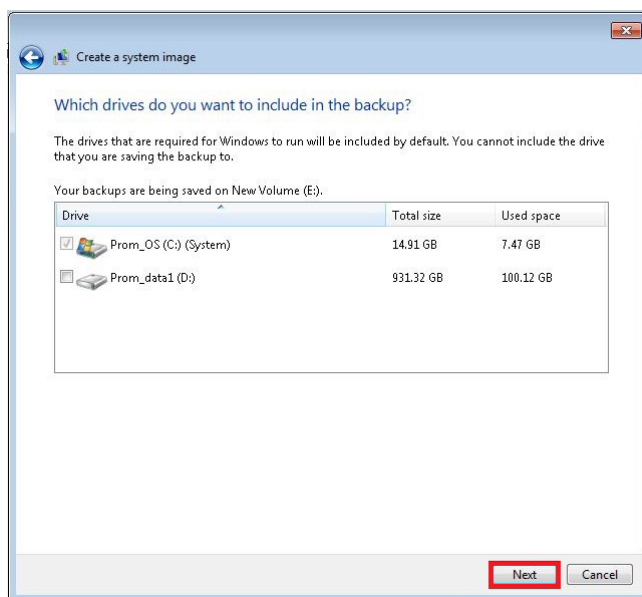 Create a system image
Which drives do you want to include in the backup?
The drives that are required for Windows to run will be included by default. You cannot include the drive
that you are saving the backup to.
Your backups are being saved on New Volume (E:).
Drive Total size Used space
Prom_OS (C:) (System) 14.91 GB 7.47 GB
Prom_data1 (D:) 931.32 GB 100.12 GB
Next Cancel